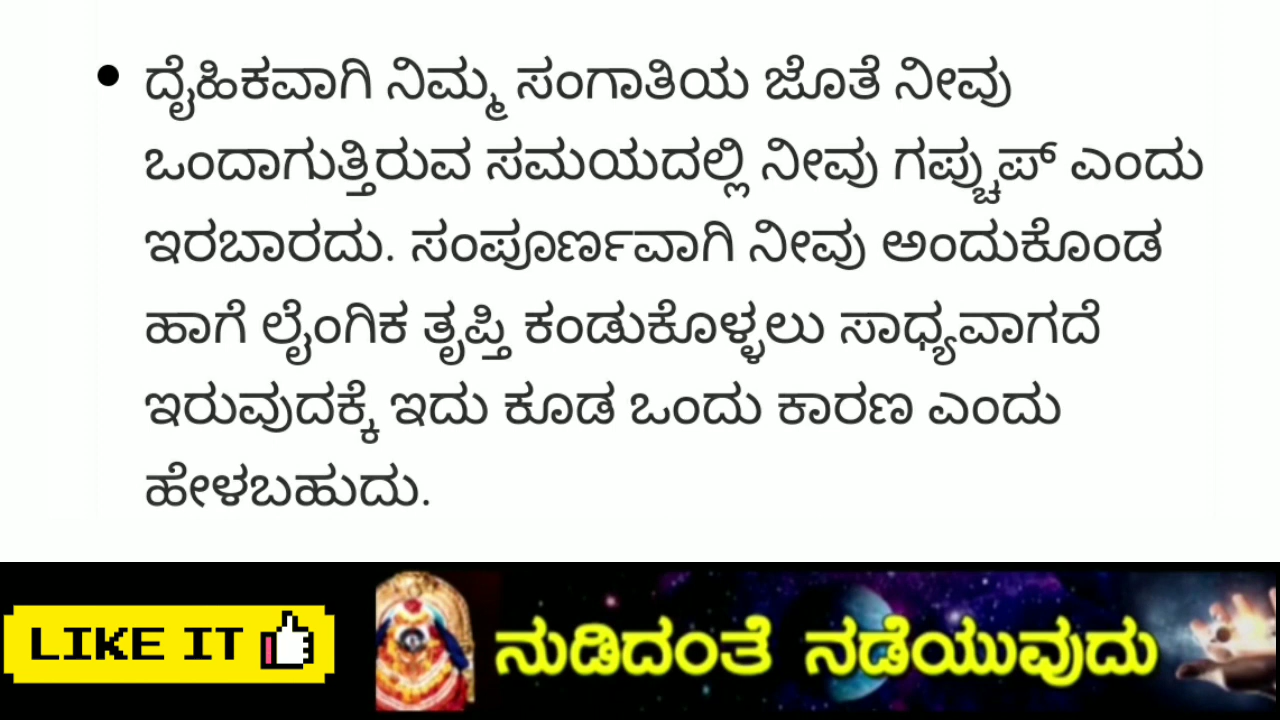 • ದೈಹಿಕವಾಗಿ ನಿಮ್ಮ ಸಂಗಾತಿಯ ಜೊತೆ ನೀವು
ಒಂದಾಗುತ್ತಿರುವ ಸಮಯದಲ್ಲಿ ನೀವು ಗಪ್ಚುಪ್ ಎಂದು
ಇರಬಾರದು. ಸಂಪೂರ್ಣವಾಗಿ ನೀವು ಅಂದುಕೊಂಡ
ಹಾಗೆ ಲೈಂಗಿಕ ತೃಪ್ತಿ ಕಂಡುಕೊಳ್ಳಲು ಸಾಧ್ಯವಾಗದೆ
ಇರುವುದಕ್ಕೆ ಇದು ಕೂಡ ಒಂದು ಕಾರಣ ಎಂದು
ಹೇಳಬಹುದು.
LIKE IT
ನುಡಿದಂತೆ ನಡೆಯುವುದು